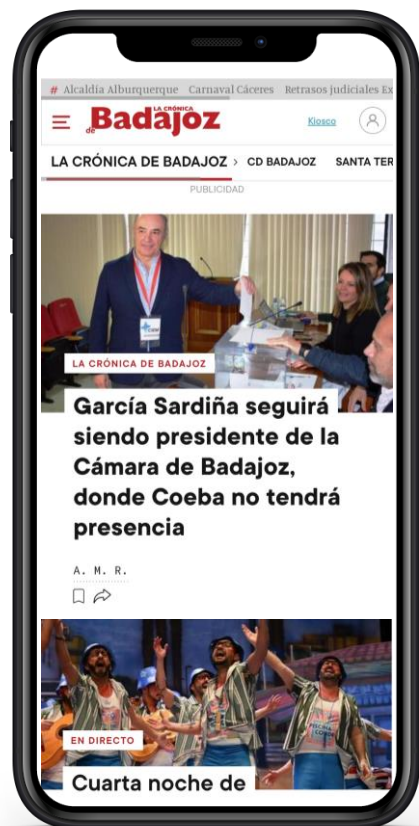 # Alcaldía Alburquerque Carnaval Cáceres Retrasos judiciales Ex
LA CRÓNICA
de Badajoz
Kiosco
LA CRÓNICA DE BADAJOZ > CD BADAJOZ SANTA TER
PUBLICIDAD
LA CRÓNICA DE BADAJOZ
García Sardiña seguirá
siendo presidente de la
Cámara de Badajoz,
donde Coeba no tendrá
presencia
A. M. R.
EN DIRECTO
Cuarta noche de